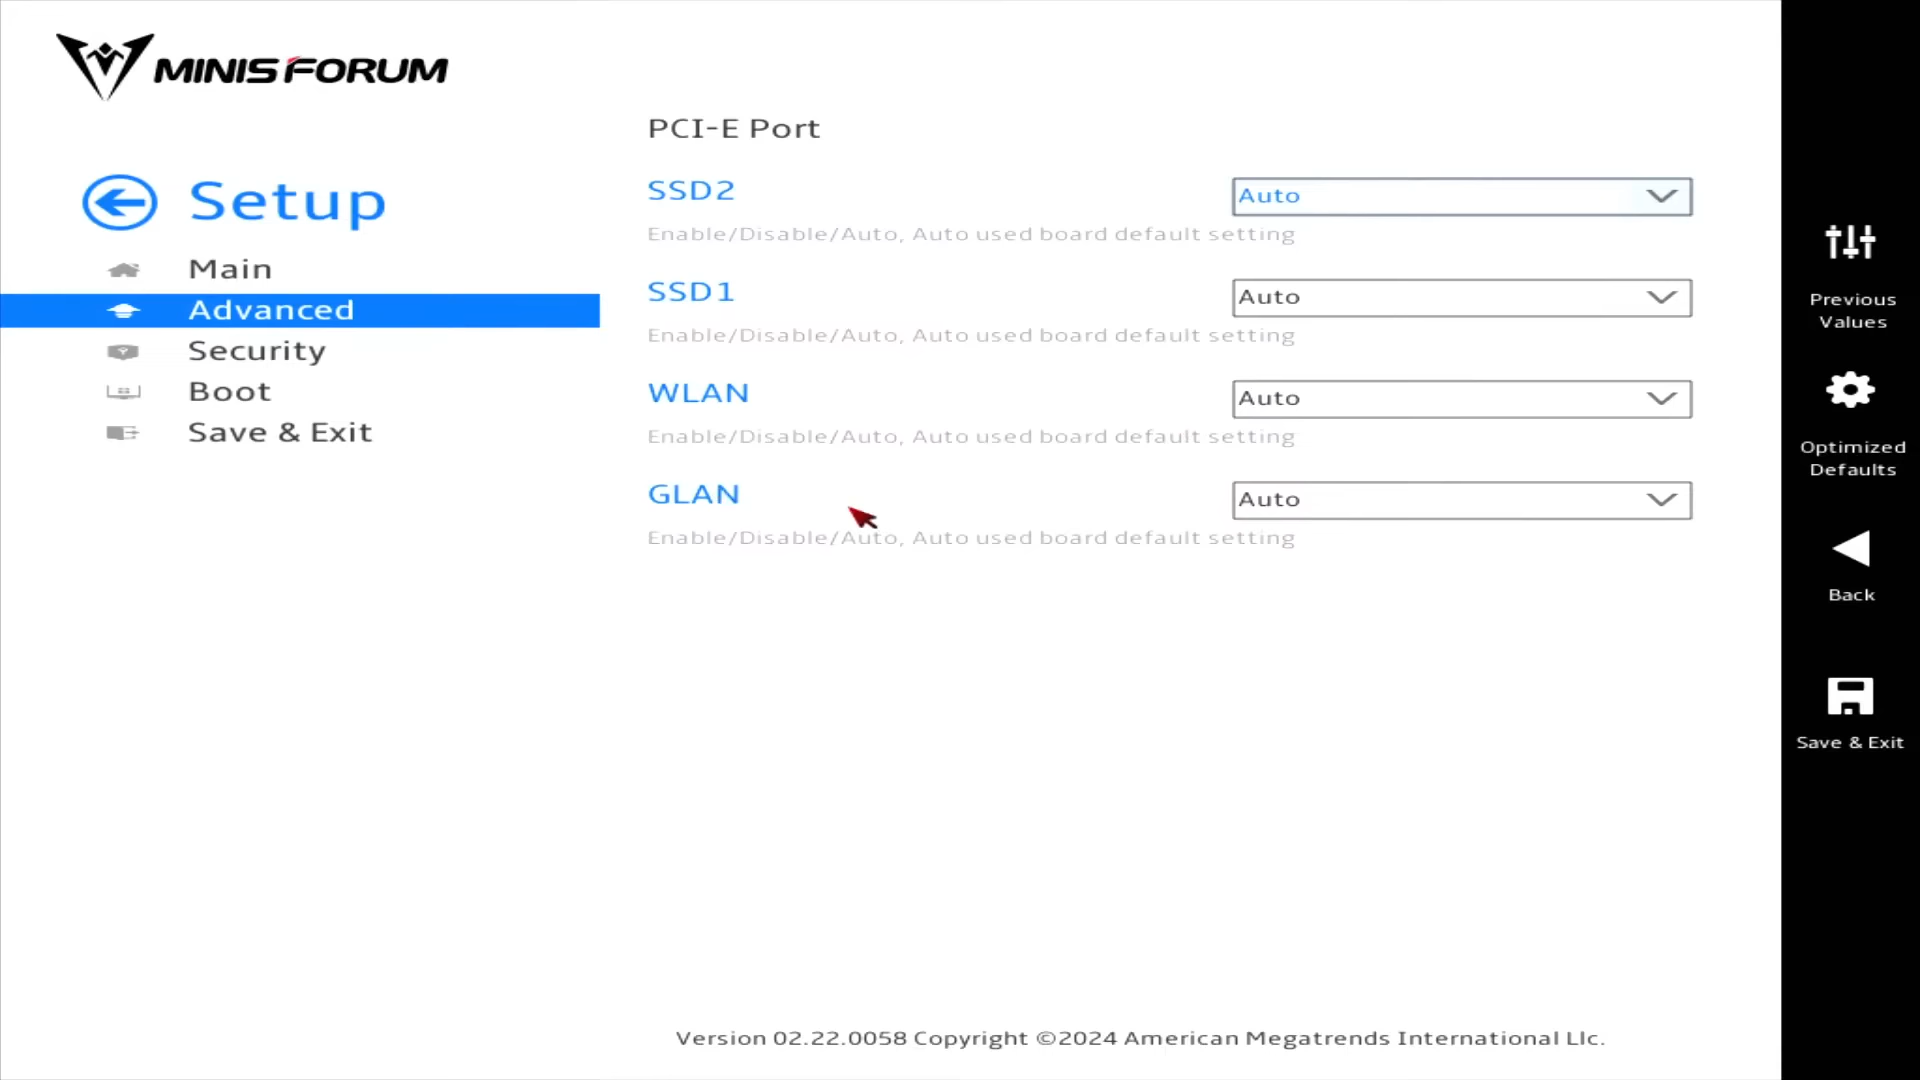 MINISFORUM
Setup
Main
Advanced
Security
Boot
Save & Exit
PCI-E Port
SSD2
Auto
Enable/Disable/Auto, Auto used board default setting
SSD1
Auto
Enable/Disable/Auto, Auto used board default setting
WLAN
Auto
Enable/Disable/Auto, Auto used board default setting
GLAN
Auto
Enable/Disable/Auto, Auto used board default setting
Previous
Values
Optimized
Defaults
Back
Save & Exit
Version 02.22.0058 Copyright ©2024 American Megatrends International Llc.